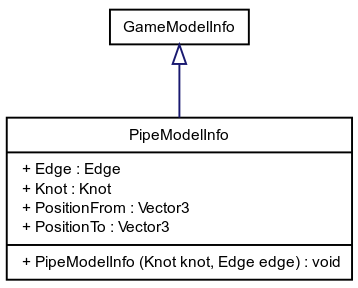 GameModelInfo
PipeModelInfo
+ Edge : Edge
+ Knot : Knot
+ PositionFrom : Vector3
+ PositionTo : Vector3
+ PipeModelInfo (Knot knot, Edge edge) : void